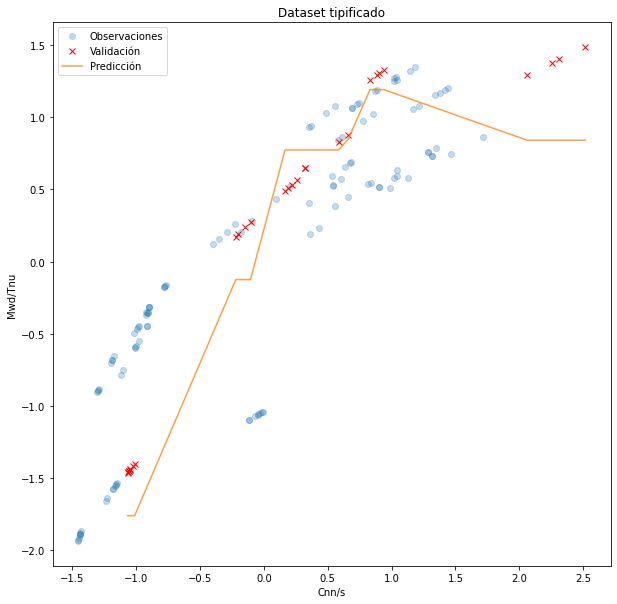 Dataset tipificado
Observaciones
Validación
Predicción
1.5
1.0
0.5
0.0
−0.5
−1.0
−1.5
−2.0
Mwd/Tnu
−1.5
−1.0
−0.5
0.0
0.5
1.0
1.5
2.0
2.5
Cnn/s